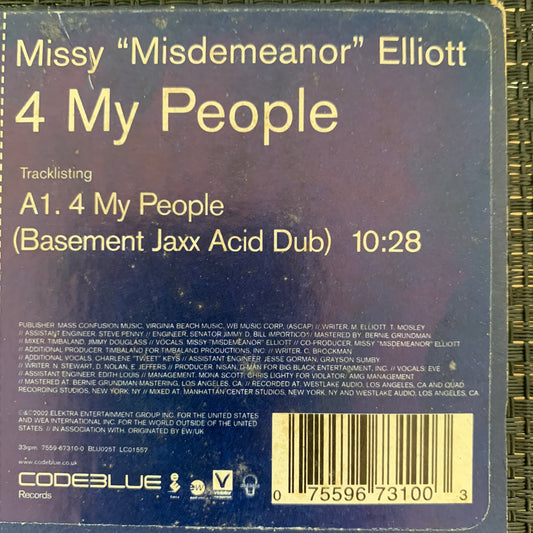 Missy “Misdemeanor” Elliott
4 My People
Tracklisting
A1. 4 My People
(Basement Jaxx Acid Dub) 10:28
PUBLISHER: MASS CONFUSION MUSIC, VIRGINIA BEACH MUSIC, WB MUSIC CORP. (ASCAP) // WRITER, M. ELLIOTT, T. MOSLEY
// ASSISTANT ENGINEER, STEVE PENNY // ENGINEER, SENATOR JIMMY D, BILL IMPORTICO // MASTERED BY, BERNIE GRUNDMAN
// MIXER, TIMBALAND, JIMMY DOUGLASS // VOCALS, MISSY "MISDEMEANOR" ELLIOTT // CO-PRODUCER, MISSY "MISDEMEANOR" ELLIOTT
// ADDITIONAL PRODUCER, TIMBALAND FOR TIMBALAND PRODUCTIONS, INC // WRITER, C. BROCKMAN
// ADDITIONAL VOCALS, CHARLENE "TWEET" KEYS // ASSISTANT ENGINEER JESSE GORMAN, GRAYSON SUMBY
// WRITER, N. STEWART, D. NOLAN, E. JEFFERS // PRODUCER, NISAN, D-MAN FOR BIG BLACK ENTERTAINMENT, INC. // VOCALS: EVE
// ASSISTANT ENGINEER, EDITH LOUIS // MANAGEMENT, MONA SCOTT, CHRIS LIGHTY FOR VIOLATOR; AMG MANAGEMENT
// MASTERED AT, BERNIE GRUNDMAN MASTERING, LOS ANGELES, CA // RECORDED AT, WESTLAKE AUDIO, LOS ANGELES, CA AND QUAD
RECORDING STUDIOS, NEW YORK, NY // MIXED AT, MANHATTAN CENTER STUDIOS, NEW YORK, NY AND WESTLAKE AUDIO, LOS ANGELES, CA
℗&© 2002 ELEKTRA ENTERTAINMENT GROUP INC. FOR THE UNITED STATES
AND WEA INTERNATIONAL INC. FOR THE WORLD OUTSIDE OF THE UNITED
STATES // IN ASSOCIATION WITH. ORIGINATED BY EW/UK
33rpm 7559-67310-0 BLU025T LC01557
www.codeblue.co.uk
CODEBLUE
Records
ew
V
0 75596 73100 3